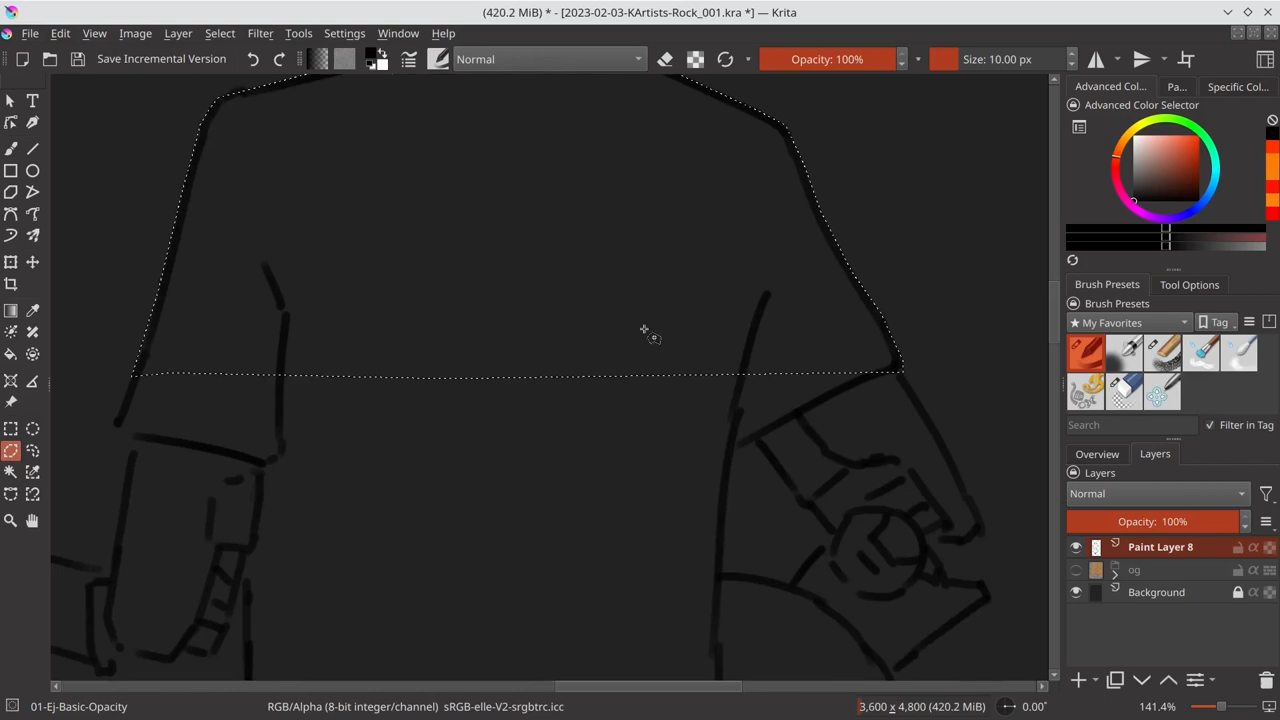 (420.2 MiB) * - [2023-02-03-KArtists-Rock_001.kra *] — Krita
File Edit View Image Layer Select Filter Tools Settings Window Help
Save Incremental Version Normal Opacity: 100% Size: 10.00 px
Advanced Col... Pa... Specific Col...
Advanced Color Selector
Brush Presets Tool Options
Brush Presets
★ My Favorites Tag
Search Filter in Tag
Overview Layers
Layers
Normal
Opacity: 100%
Paint Layer 8
og
Background
01-Ej-Basic-Opacity RGB/Alpha (8-bit integer/channel) sRGB-elle-V2-srgbtrc.icc 3,600 x 4,800 (420.2 MiB) 0.00° 141.4%